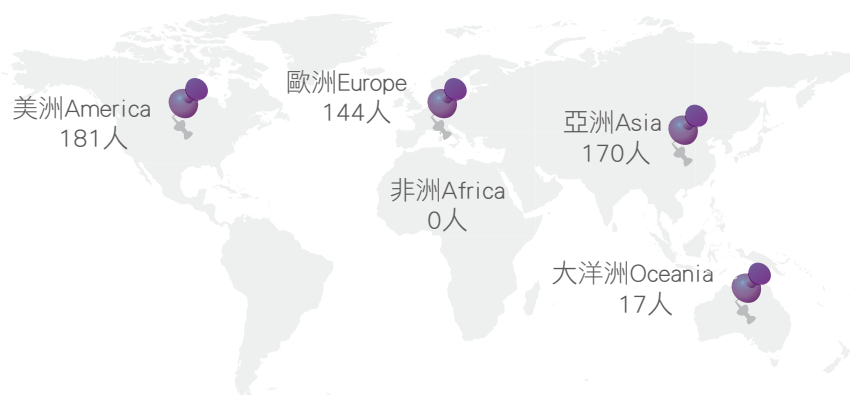 歐洲Europe
144人
美洲America
181人
亞洲Asia
170人
非洲Africa
0人
大洋洲Oceania
17人